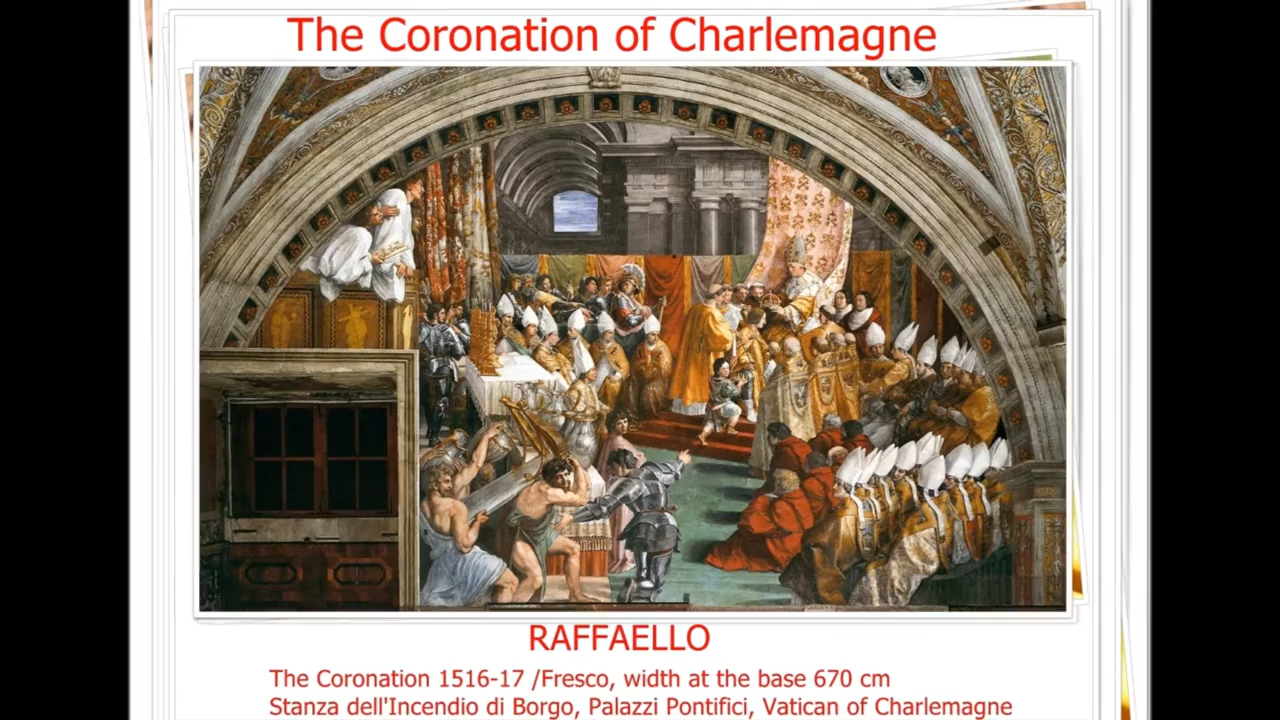 The Coronation of Charlemagne
RAFFAELLO
The Coronation 1516-17 /Fresco, width at the base 670 cm
Stanza dell'Incendio di Borgo, Palazzi Pontifici, Vatican of Charlemagne